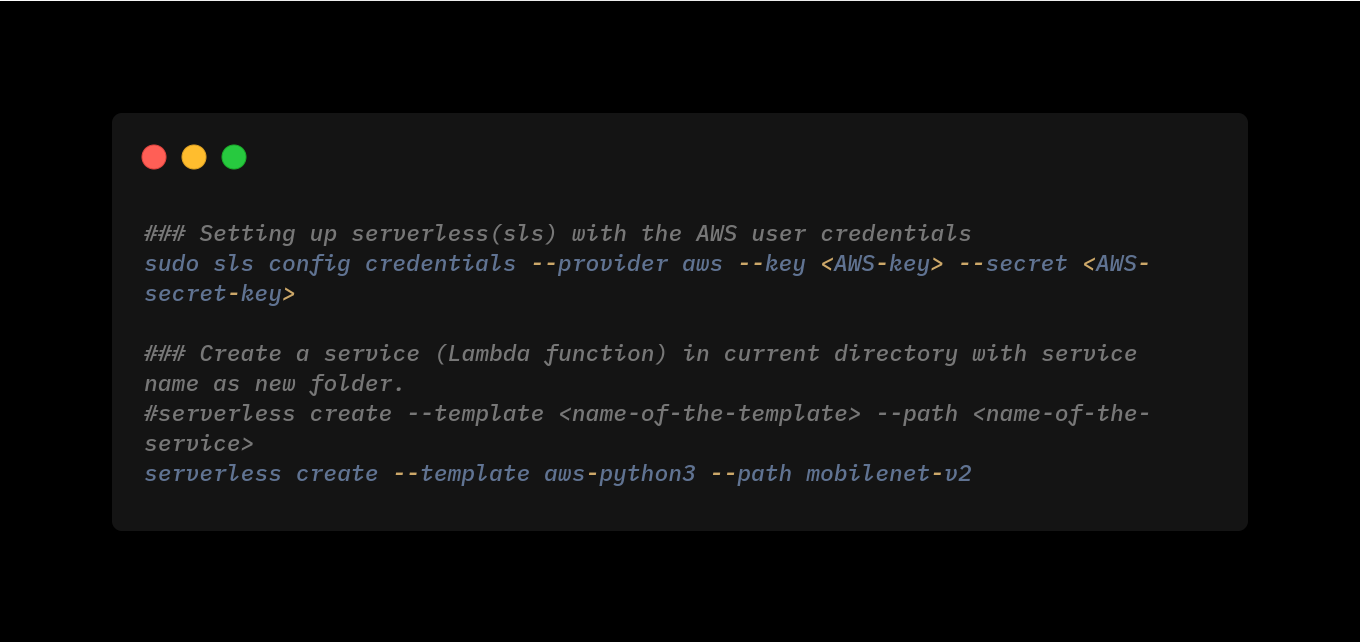 ### Setting up serverless(sls) with the AWS user credentials
sudo sls config credentials --provider aws --key <AWS-key> --secret <AWS-
secret-key>
### Create a service (Lambda function) in current directory with service
name as new folder.
#serverless create --template <name-of-the-template> --path <name-of-the-
service>
serverless create --template aws-python3 --path mobilenet-v2